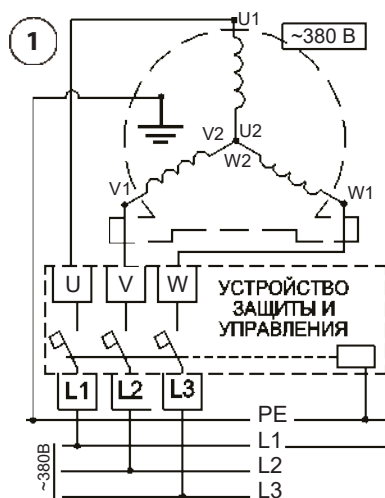 1
U1
~380 В
V2
U2
W2
V1
W1
U
V
W
УСТРОЙСТВО
ЗАЩИТЫ И
УПРАВЛЕНИЯ
L1
L2
L3
PE
L1
L2
L3
~380В